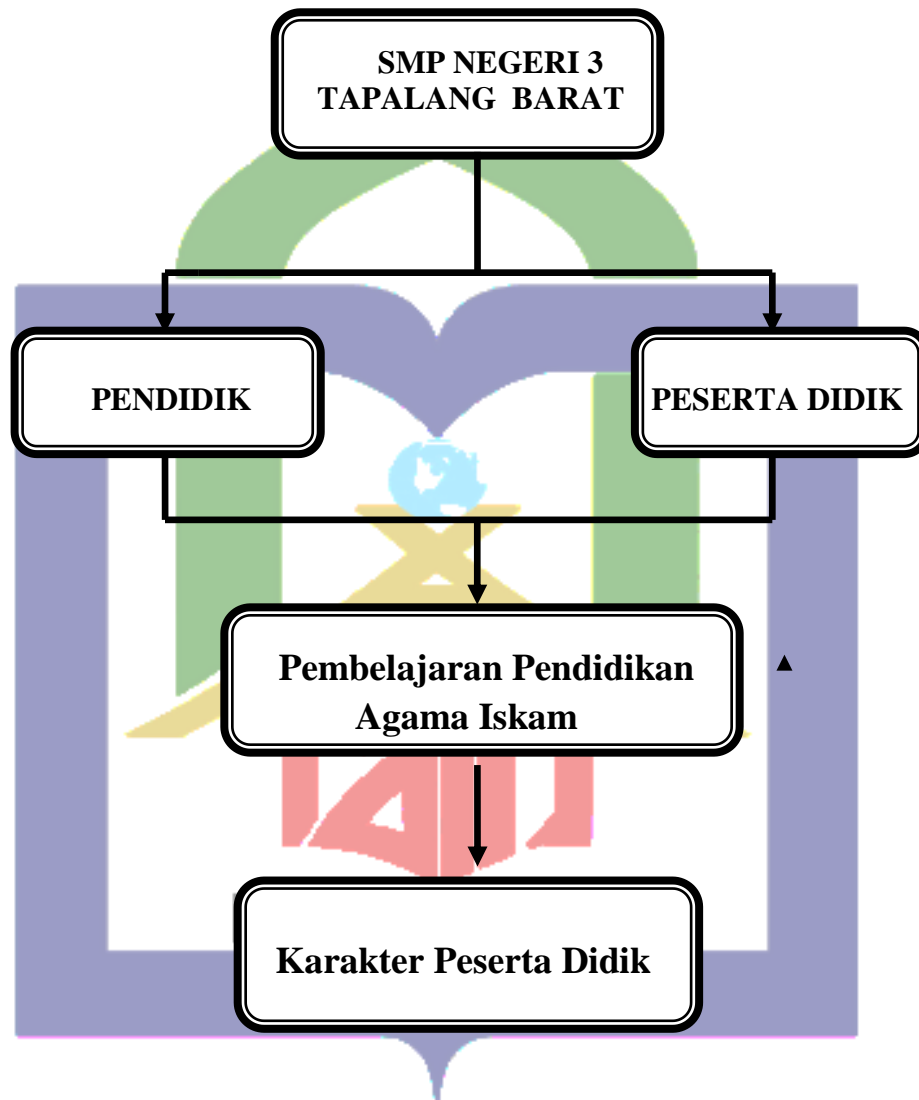 SMP NEGERI 3
TAPALANG BARAT
PENDIDIK
PESERTA DIDIK
Pembelajaran Pendidikan
Agama Iskam
Karakter Peserta Didik